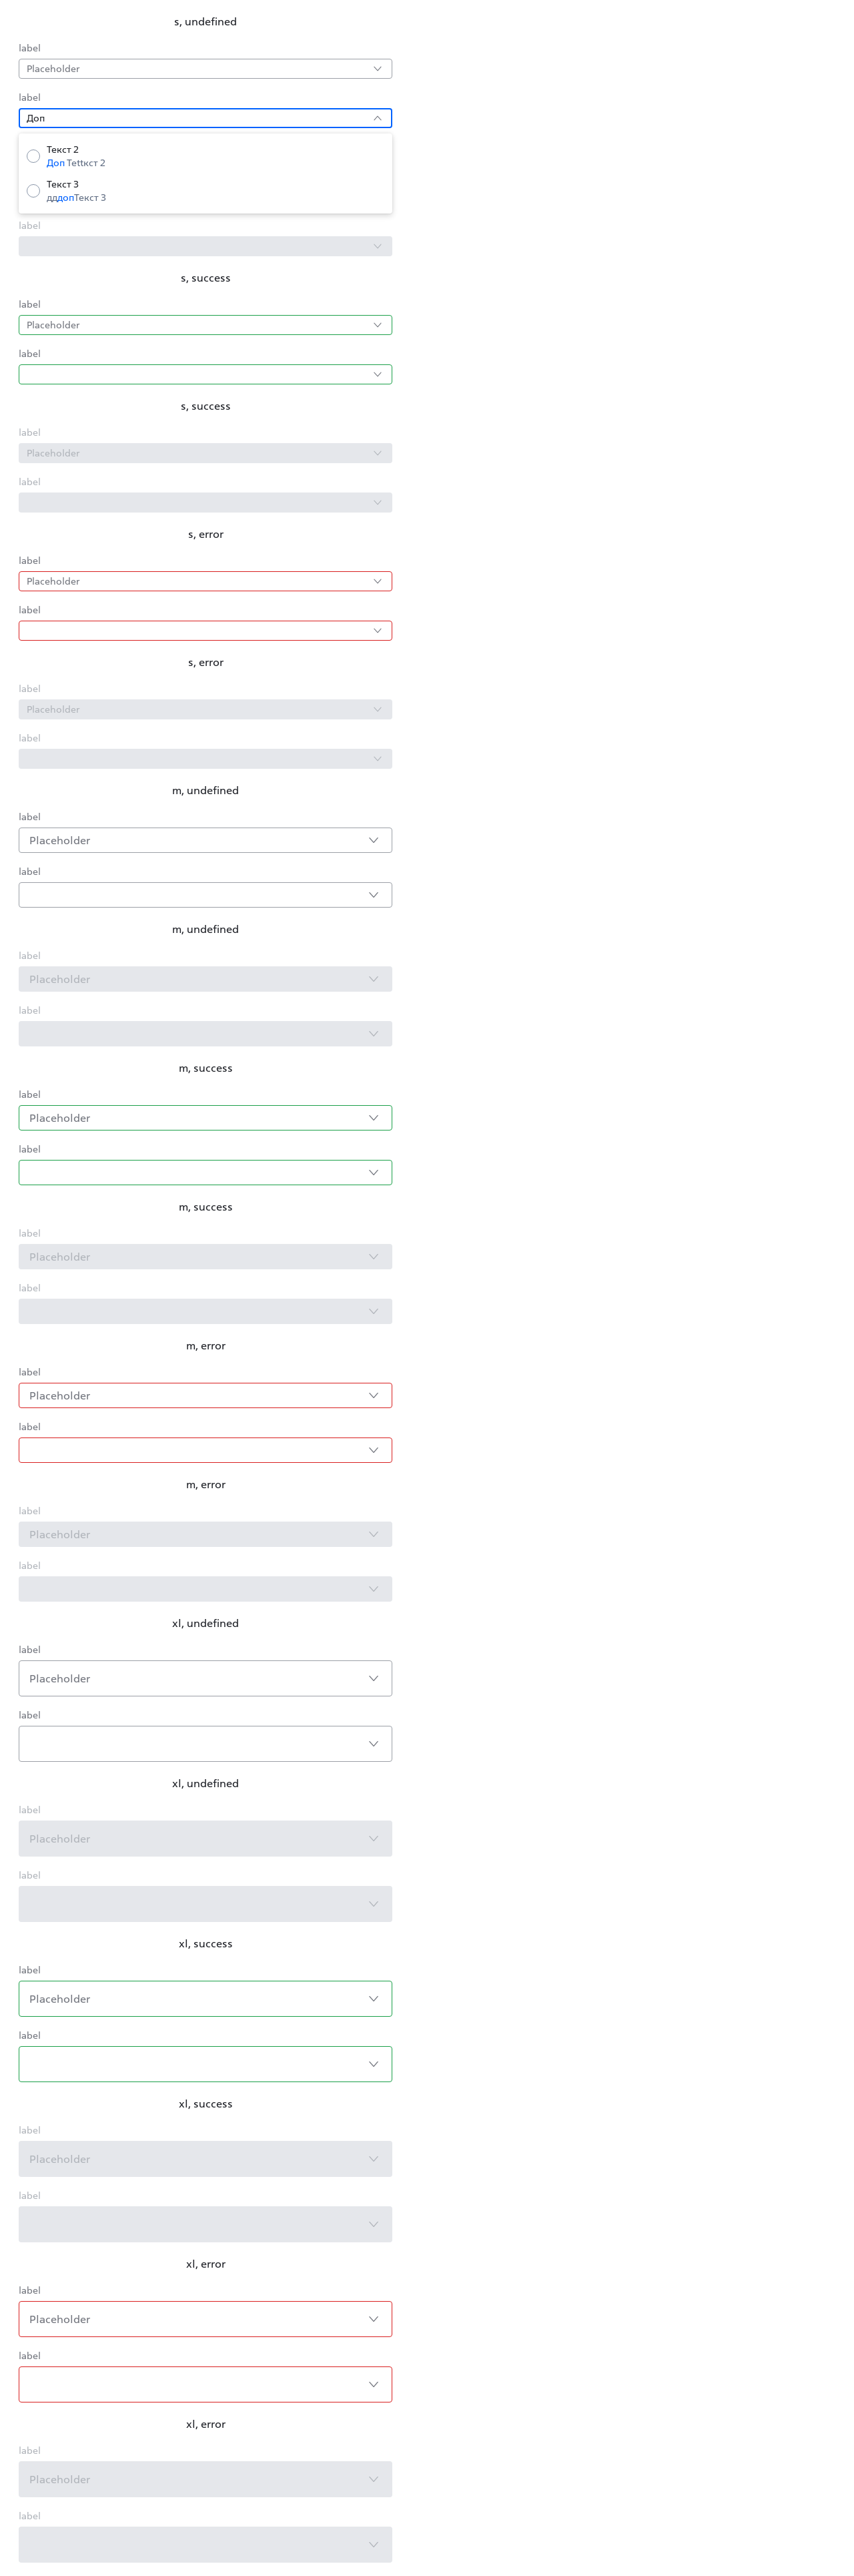 s, undefined
label
Placeholder
label
Доп
Текст 2
Доп Tettкст 2
Текст 3
дддопТекст 3
label
s, success
label
Placeholder
label
s, success
label
Placeholder
label
s, error
label
Placeholder
label
s, error
label
Placeholder
label
m, undefined
label
Placeholder
label
m, undefined
label
Placeholder
label
m, success
label
Placeholder
label
m, success
label
Placeholder
label
m, error
label
Placeholder
label
m, error
label
Placeholder
label
xl, undefined
label
Placeholder
label
xl, undefined
label
Placeholder
label
xl, success
label
Placeholder
label
xl, success
label
Placeholder
label
xl, error
label
Placeholder
label
xl, error
label
Placeholder
label